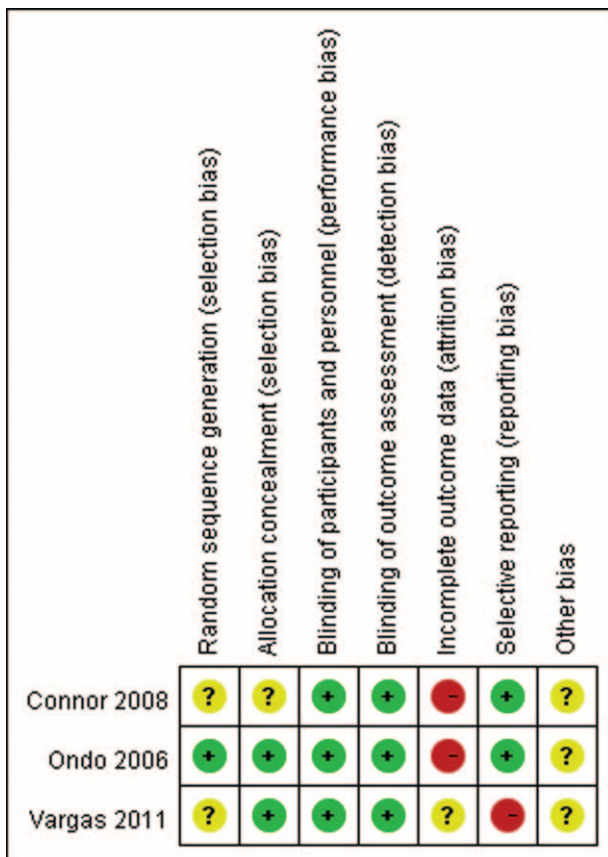 Random sequence generation (selection bias)
Allocation concealment (selection bias)
Blinding of participants and personnel (performance bias)
Blinding of outcome assessment (detection bias)
Incomplete outcome data (attrition bias)
Selective reporting (reporting bias)
Other bias
Connor 2008 ? ? + + - + ?
Ondo 2006 + + + + - + ?
Vargas 2011 ? + + + ? - ?